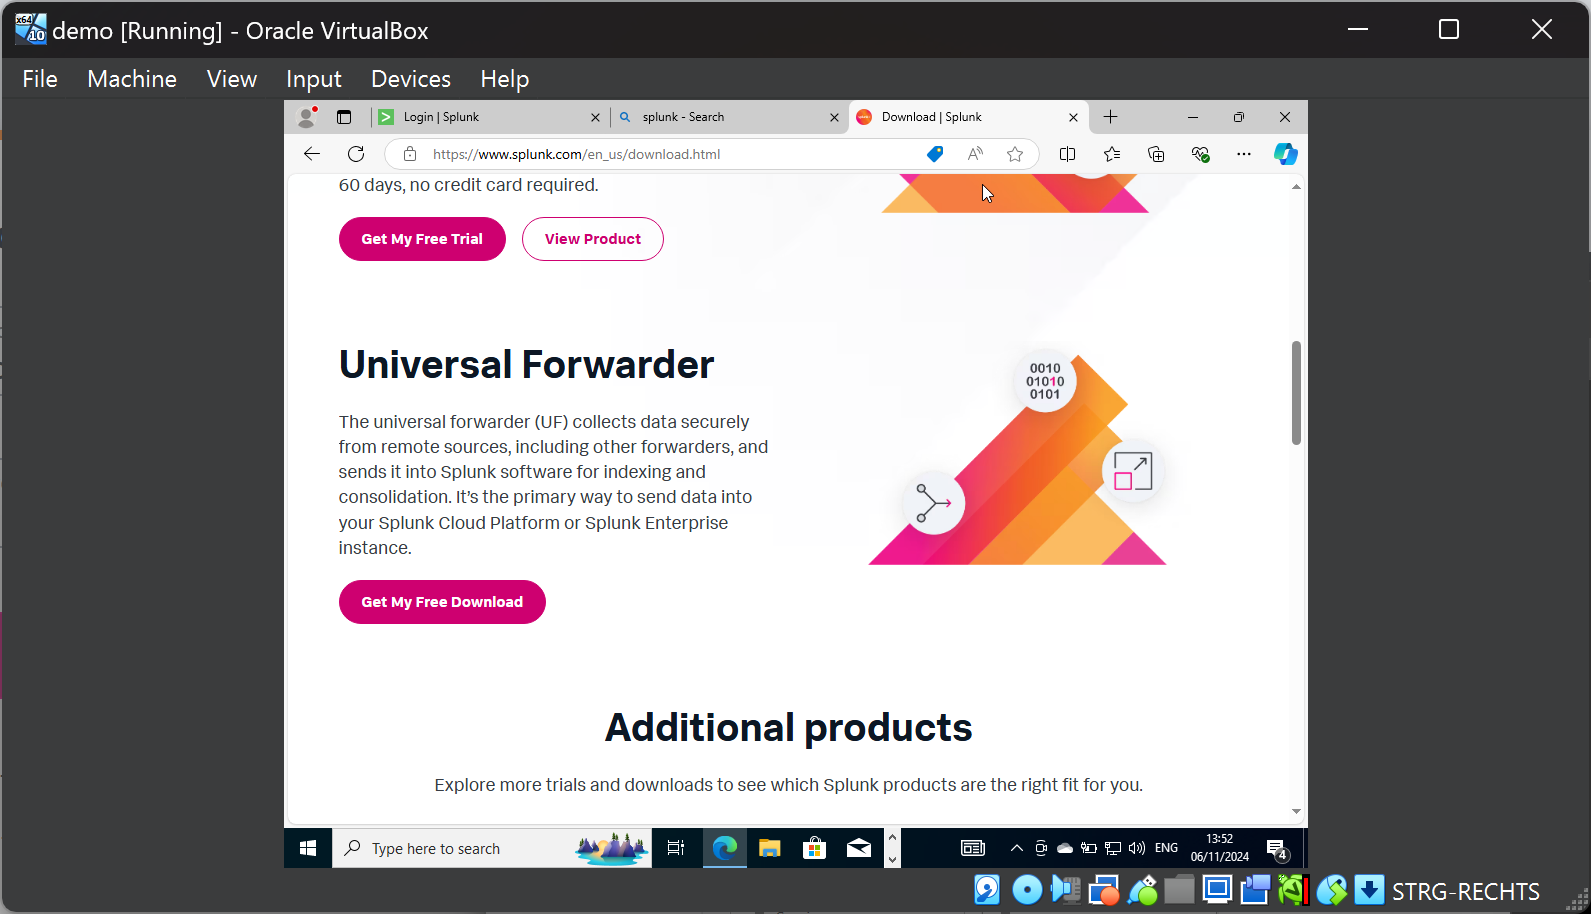 demo [Running] - Oracle VirtualBox
File Machine View Input Devices Help
Login | Splunk
splunk - Search
Download | Splunk
https://www.splunk.com/en_us/download.html
60 days, no credit card required.
Get My Free Trial
View Product
Universal Forwarder
0010
01010
0101
The universal forwarder (UF) collects data securely
from remote sources, including other forwarders, and
sends it into Splunk software for indexing and
consolidation. It’s the primary way to send data into
your Splunk Cloud Platform or Splunk Enterprise
instance.
Get My Free Download
Additional products
Explore more trials and downloads to see which Splunk products are the right fit for you.
Type here to search
ENG
13:52
06/11/2024
4
STRG-RECHTS